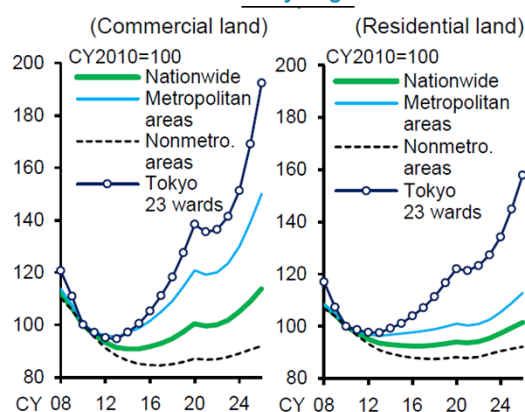 (Commercial land)
200
CY2010=100
Nationwide
Metropolitan
areas
Nonmetro.
areas
Tokyo
23 wards
180
160
140
120
100
80
CY 08 12 16 20 24
(Residential land)
200
CY2010=100
Nationwide
Metropolitan
areas
Nonmetro.
areas
Tokyo
23 wards
180
160
140
120
100
80
CY 08 12 16 20 24